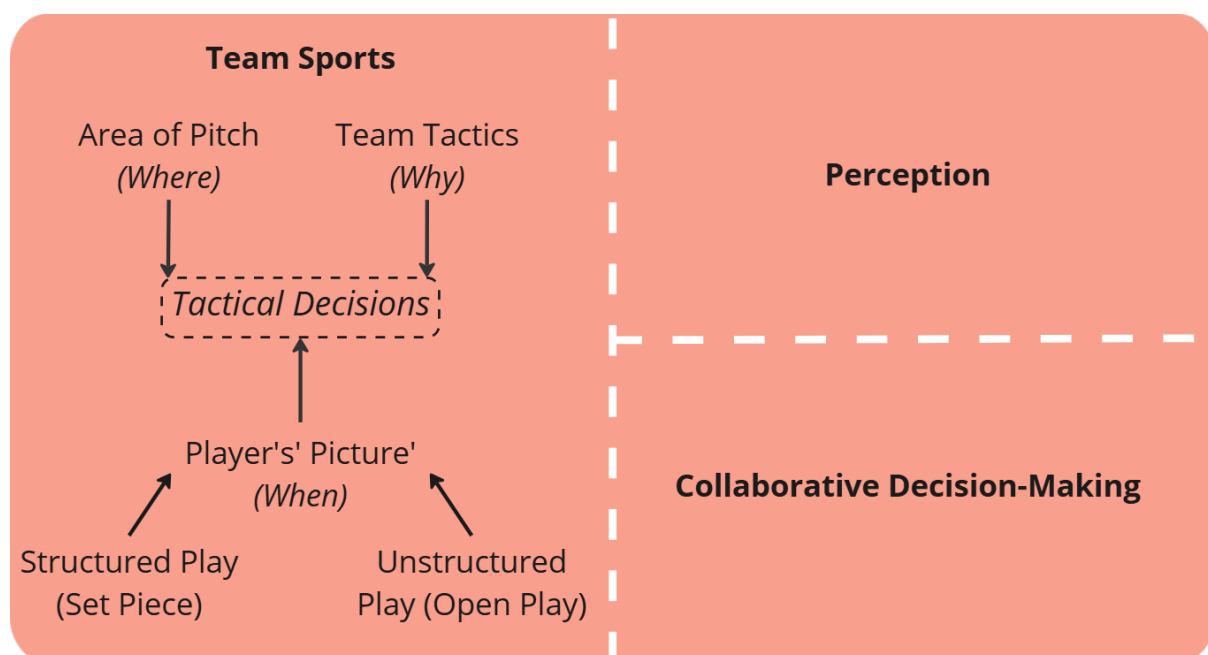 Team Sports
Area of Pitch
(Where)
Team Tactics
(Why)
Tactical Decisions
Player's' Picture'
(When)
Structured Play
(Set Piece)
Unstructured
Play (Open Play)
Perception
Collaborative Decision-Making